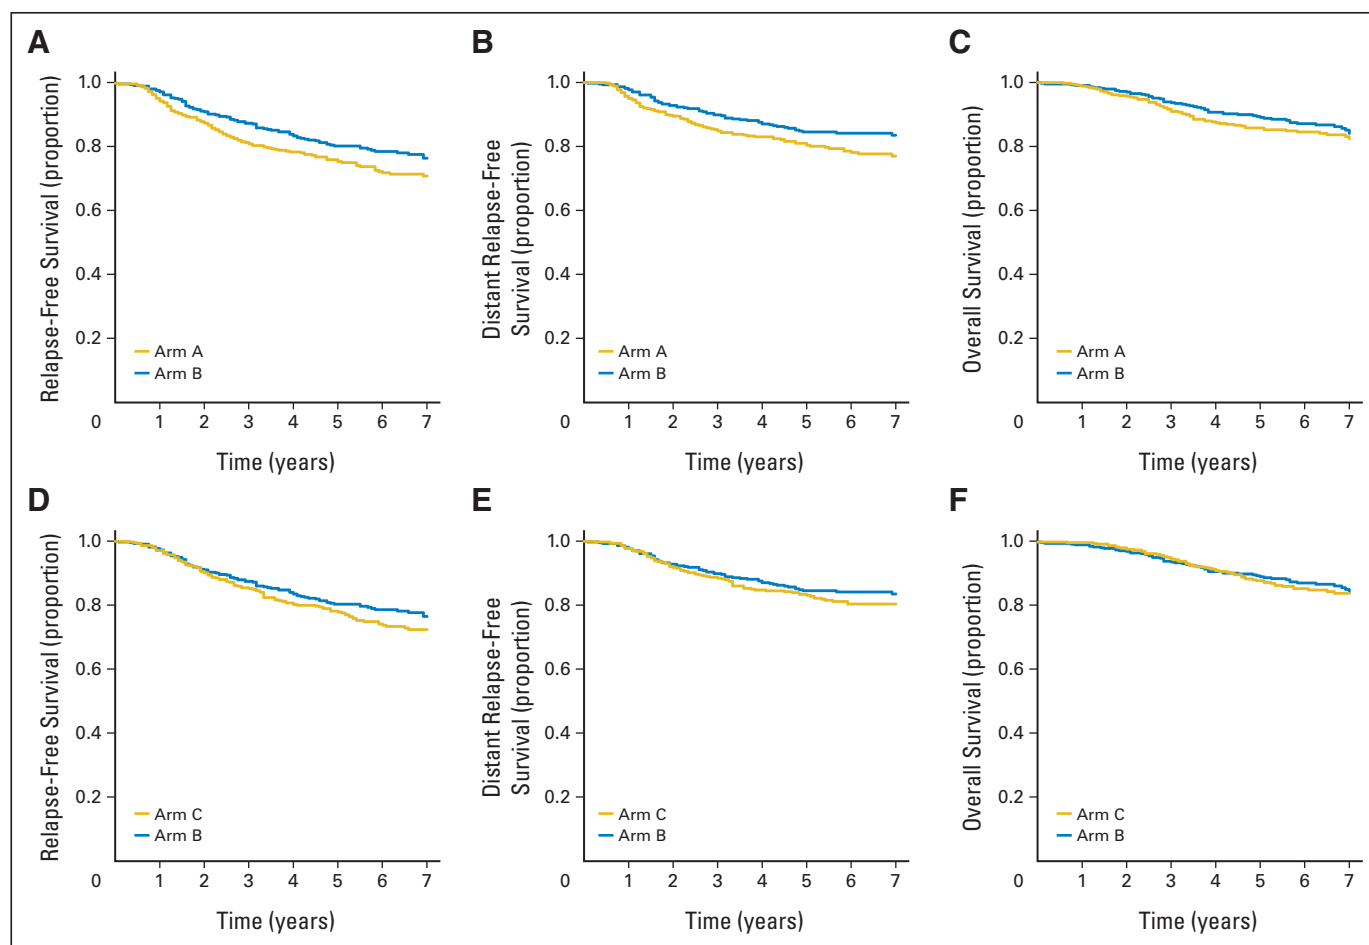 A
Relapse-Free Survival (proportion)
1.0
0.8
0.6
0.4
0.2
0
Arm A
Arm B
1 2 3 4 5 6 7
Time (years)
B
Distant Relapse-Free
Survival (proportion)
1.0
0.8
0.6
0.4
0.2
0
Arm A
Arm B
1 2 3 4 5 6 7
Time (years)
C
Overall Survival (proportion)
1.0
0.8
0.6
0.4
0.2
0
Arm A
Arm B
1 2 3 4 5 6 7
Time (years)
D
Relapse-Free Survival (proportion)
1.0
0.8
0.6
0.4
0.2
0
Arm C
Arm B
1 2 3 4 5 6 7
Time (years)
E
Distant Relapse-Free
Survival (proportion)
1.0
0.8
0.6
0.4
0.2
0
Arm C
Arm B
1 2 3 4 5 6 7
Time (years)
F
Overall Survival (proportion)
1.0
0.8
0.6
0.4
0.2
0
Arm C
Arm B
1 2 3 4 5 6 7
Time (years)